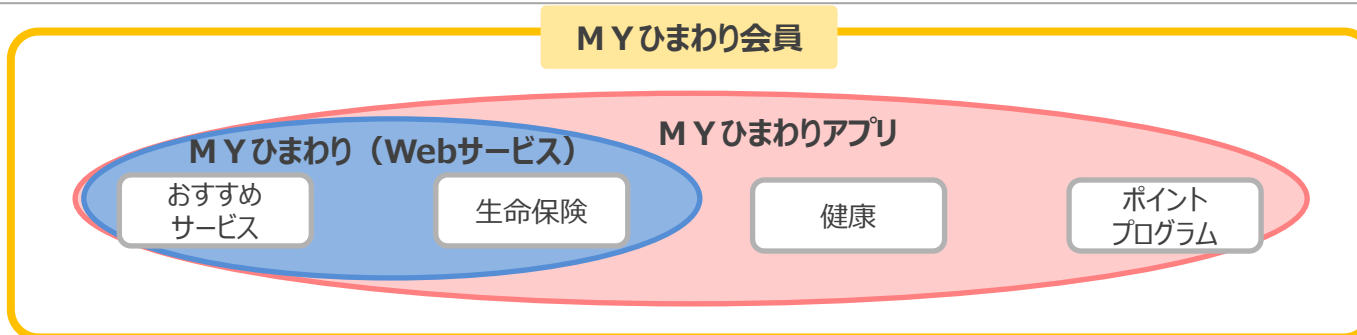 ＭＹひまわり会員
ＭＹひまわりアプリ
ＭＹひまわり（Webサービス）
おすすめ
サービス
生命保険
健康
ポイント
プログラム